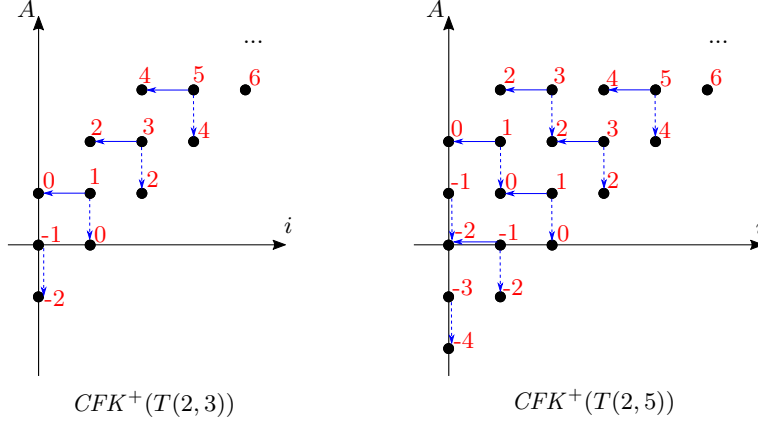 A
A
...
...
4 5 6
2 3 4 5 6
2 3 4
0 1 2 3 4
0 1 2
-1 0 1 2
-1 0 i
-2 -1 0 i
-2
-3 -2
-4
CFK⁺(T(2,3))
CFK⁺(T(2,5))